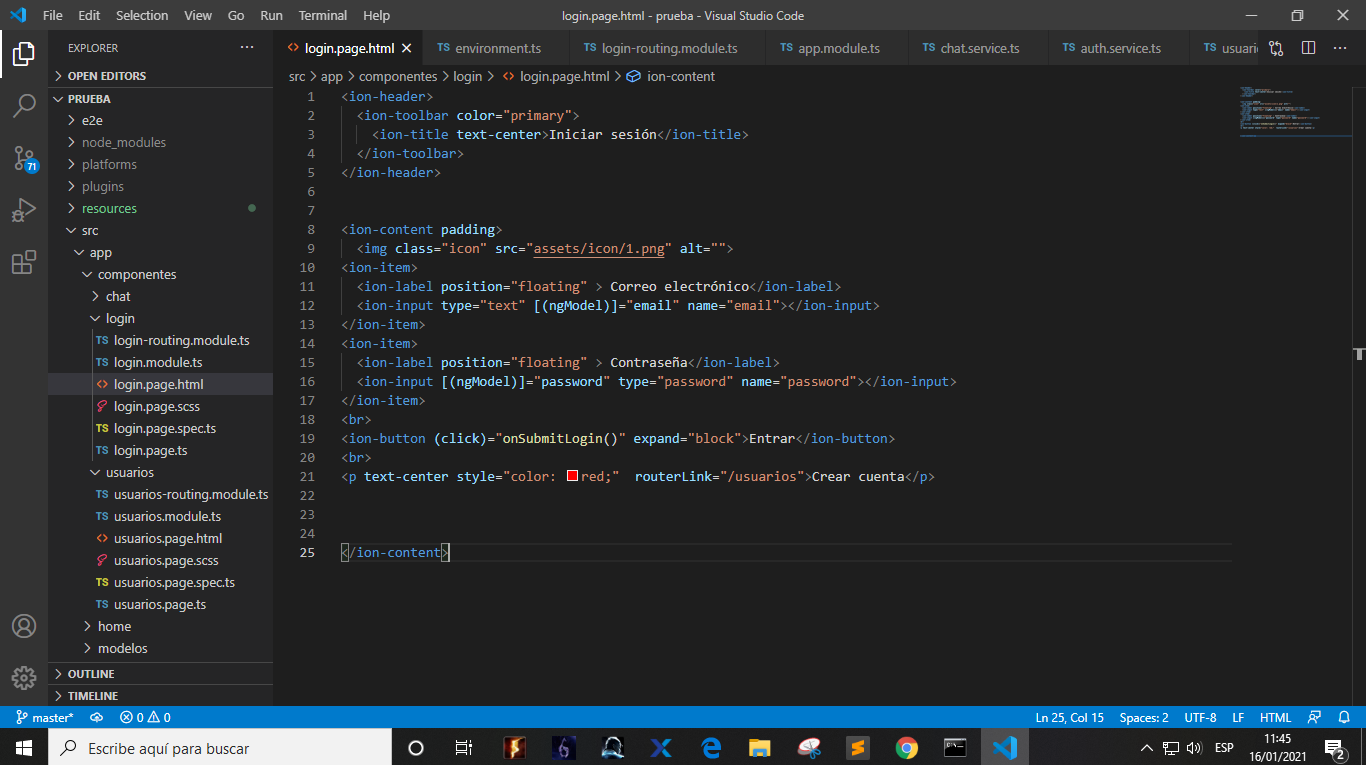 File Edit Selection View Go Run Terminal Help login.page.html - prueba - Visual Studio Code
EXPLORER
OPEN EDITORS
PRUEBA
e2e
node_modules
platforms
plugins
resources
src
app
componentes
chat
login
TS login-routing.module.ts
TS login.module.ts
<> login.page.html
login.page.scss
TS login.page.spec.ts
TS login.page.ts
usuarios
TS usuarios-routing.module.ts
TS usuarios.module.ts
<> usuarios.page.html
usuarios.page.scss
TS usuarios.page.spec.ts
TS usuarios.page.ts
home
modelos
OUTLINE
TIMELINE
71
<> login.page.html TS environment.ts TS login-routing.module.ts TS app.module.ts TS chat.service.ts TS auth.service.ts TS usuari
src > app > componentes > login > <> login.page.html > ion-content
1 <ion-header>
2 <ion-toolbar color="primary">
3 <ion-title text-center>Iniciar sesión</ion-title>
4 </ion-toolbar>
5 </ion-header>
6
7
8 <ion-content padding>
9 <img class="icon" src="assets/icon/1.png" alt="">
10 <ion-item>
11 <ion-label position="floating" > Correo electrónico</ion-label>
12 <ion-input type="text" [(ngModel)]="email" name="email"></ion-input>
13 </ion-item>
14 <ion-item>
15 <ion-label position="floating" > Contraseña</ion-label>
16 <ion-input [(ngModel)]="password" type="password" name="password"></ion-input>
17 </ion-item>
18 <br>
19 <ion-button (click)="onSubmitLogin()" expand="block">Entrar</ion-button>
20 <br>
21 <p text-center style="color: red;"  routerLink="/usuarios">Crear cuenta</p>
22
23
24
25 </ion-content>
master* 0 0 Ln 25, Col 15 Spaces: 2 UTF-8 LF HTML
Escribe aquí para buscar
ESP
11:45
16/01/2021
2